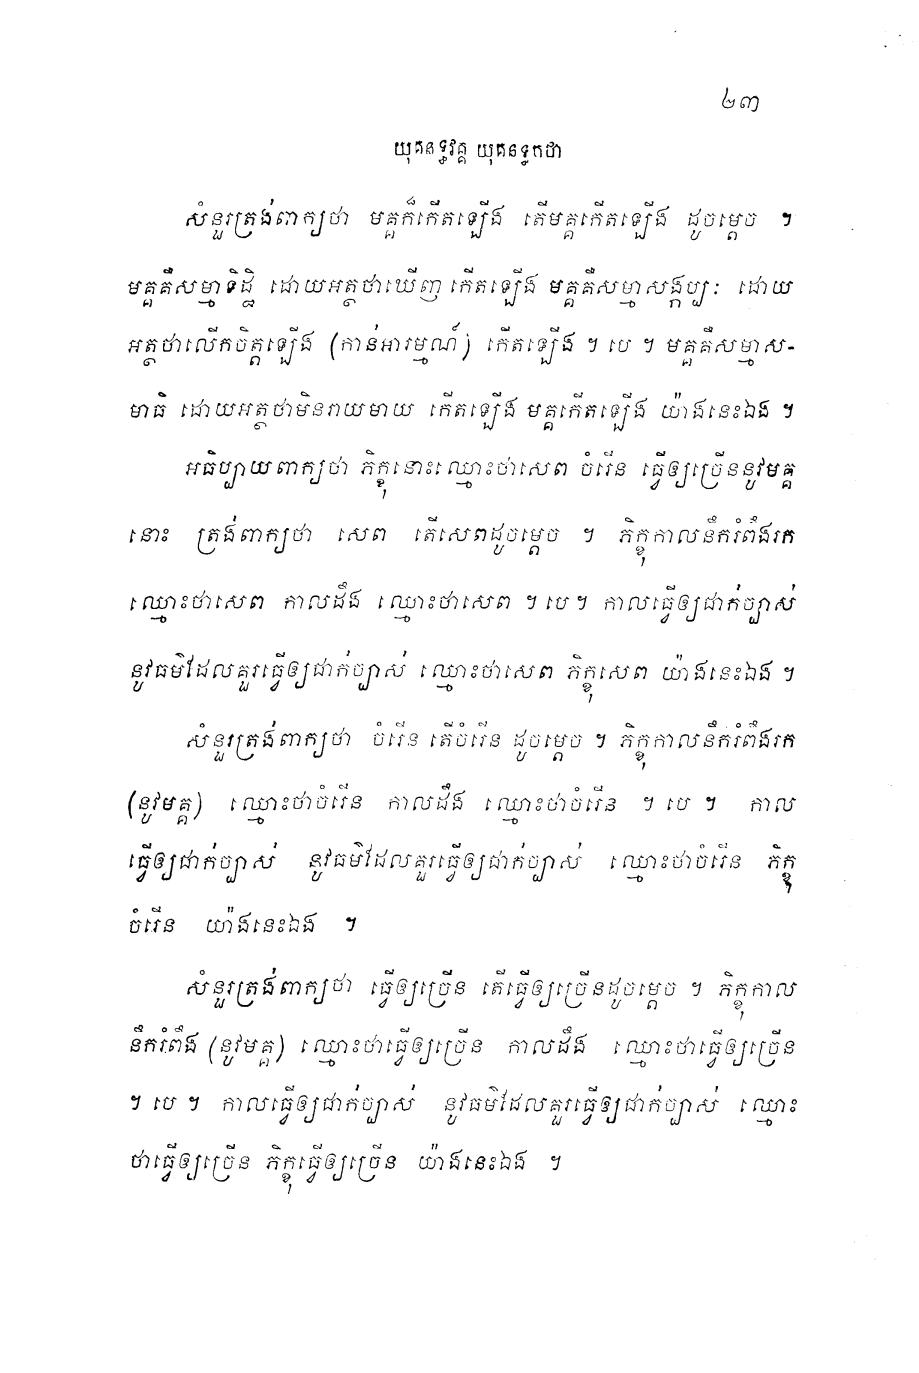 ២៣
យុគនទ្ធវគ្គ យុគនទ្ធកថា
សំនួរត្រង់ពាក្យថា មគ្គក៏កើតឡើង តើមគ្គកើតឡើង ដូចម្តេច ។
មគ្គគឺសម្មាទិដ្ឋិ ដោយអត្ថថាឃើញ កើតឡើង មគ្គគឺសម្មាសង្កប្បៈ ដោយ
អត្ថថាលើកចិត្តឡើង (កាន់អារម្មណ៍) កើតឡើង ។ បេ ។ មគ្គគឺសម្មាស-
មាធិ ដោយអត្ថថាមិនរាយមាយ កើតឡើង មគ្គកើតឡើង យ៉ាងនេះឯង ។
អធិប្បាយពាក្យថា ភិក្ខុនោះឈ្មោះថាសេព ចំរើន ធ្វើឲ្យច្រើននូវមគ្គ
នោះ ត្រង់ពាក្យថា សេព តើសេពដូចម្តេច ។ ភិក្ខុកាលនឹករំពឹងរក
ឈ្មោះថាសេព កាលដឹង ឈ្មោះថាសេព ។ បេ ។ កាលធ្វើឲ្យជាក់ច្បាស់
នូវធម៌ដែលគួរធ្វើឲ្យជាក់ច្បាស់ ឈ្មោះថាសេព ភិក្ខុសេព យ៉ាងនេះឯង ។
សំនួរត្រង់ពាក្យថា ចំរើន តើចំរើន ដូចម្តេច ។ ភិក្ខុកាលនឹករំពឹងរក
(នូវមគ្គ) ឈ្មោះថាចំរើន កាលដឹង ឈ្មោះថាចំរើន ។ បេ ។ កាល
ធ្វើឲ្យជាក់ច្បាស់ នូវធម៌ដែលគួរធ្វើឲ្យជាក់ច្បាស់ ឈ្មោះថាចំរើន ភិក្ខុ
ចំរើន យ៉ាងនេះឯង ។
សំនួរត្រង់ពាក្យថា ធ្វើឲ្យច្រើន តើធ្វើឲ្យច្រើនដូចម្តេច ។ ភិក្ខុកាល
នឹករំពឹង (នូវមគ្គ) ឈ្មោះថាធ្វើឲ្យច្រើន កាលដឹង ឈ្មោះថាធ្វើឲ្យច្រើន
។ បេ ។ កាលធ្វើឲ្យជាក់ច្បាស់ នូវធម៌ដែលគួរធ្វើឲ្យជាក់ច្បាស់ ឈ្មោះ
ថាធ្វើឲ្យច្រើន ភិក្ខុធ្វើឲ្យច្រើន យ៉ាងនេះឯង ។